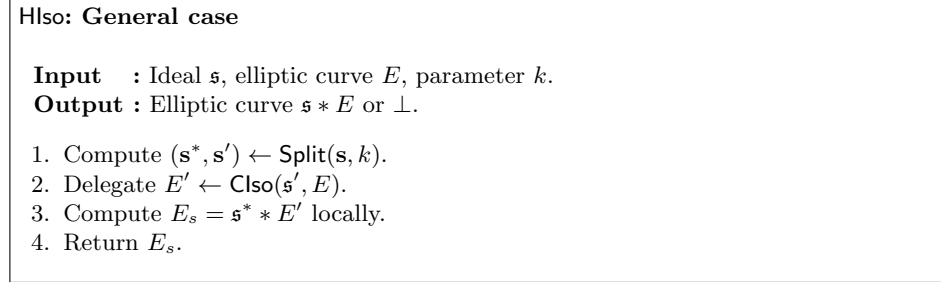 HIso: General case
Input : Ideal 𝔰, elliptic curve E, parameter k.
Output : Elliptic curve 𝔰 ∗ E or ⊥.
1. Compute (𝐬*, 𝐬′) ← Split(𝐬, k).
2. Delegate E′ ← CIso(𝔰′, E).
3. Compute Eₛ = 𝔰* ∗ E′ locally.
4. Return Eₛ.